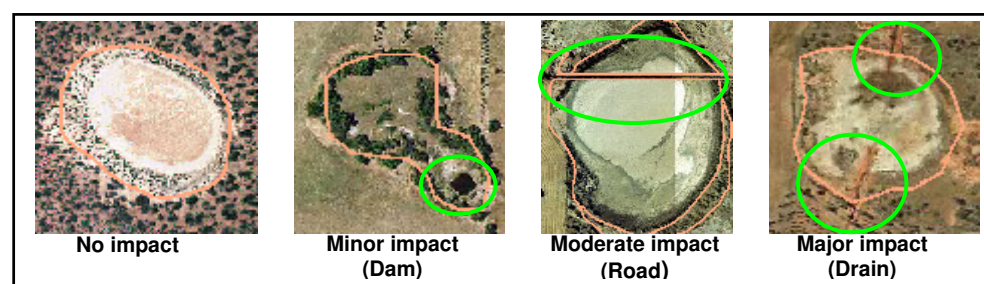 No impact
Minor impact
(Dam)
Moderate impact
(Road)
Major impact
(Drain)